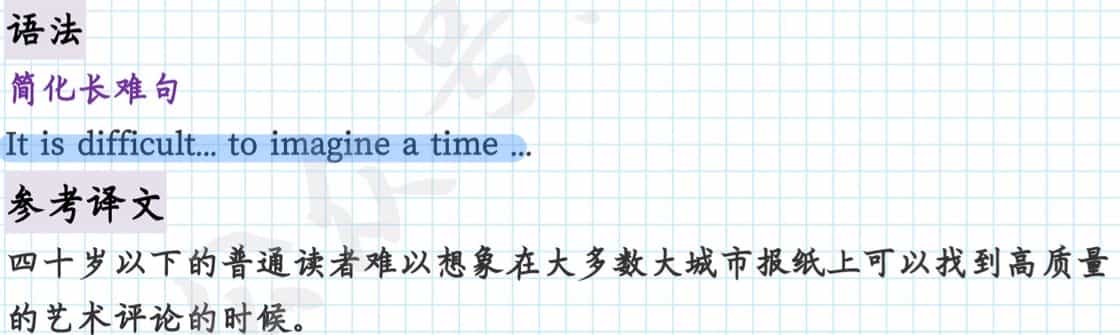 语法
简化长难句
It is difficult... to imagine a time ...
参考译文
四十岁以下的普通读者难以想象在大多数大城市报纸上可以找到高质量
的艺术评论的时候。